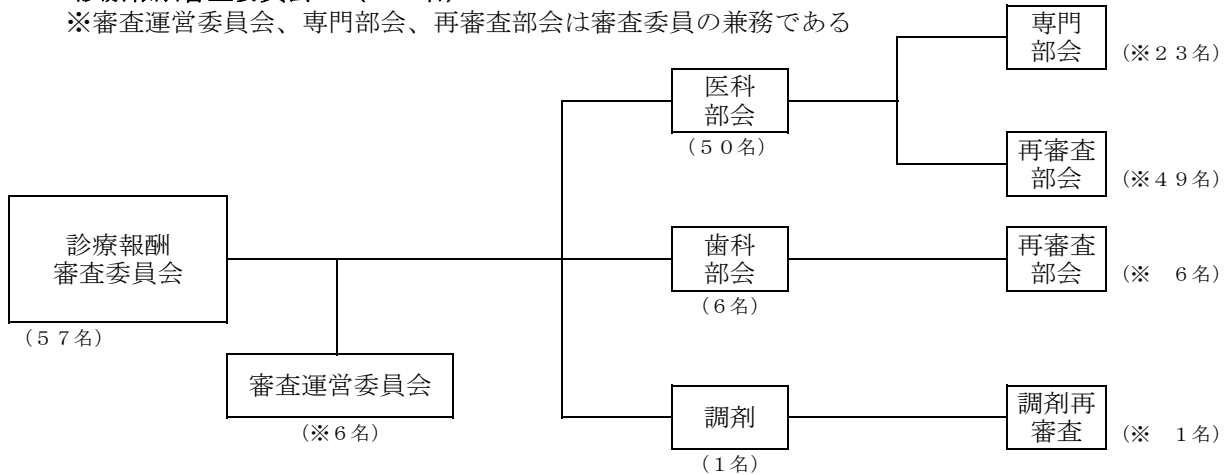 ※審査運営委員会、専門部会、再審査部会は審査委員の兼務である
専門
部会
(※２３名)
医科
部会
(５０名)
再審査
部会
(※４９名)
診療報酬
審査委員会
(５７名)
歯科
部会
(６名)
再審査
部会
(※　６名)
審査運営委員会
(※６名)
調剤
(１名)
調剤再
審査
(※　１名)